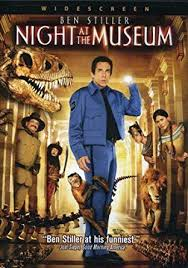 WIDESCREEN
BEN STILLER
NIGHT AT THE MUSEUM
Ben Stiller at his funniest.